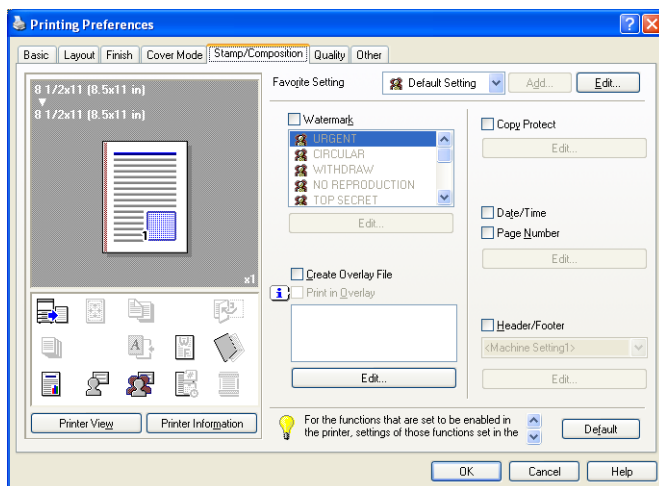 Printing Preferences
Basic Layout Finish Cover Mode Stamp/Composition Quality Other
8 1/2x11 (8.5x11 in)
8 1/2x11 (8.5x11 in)
1
x1
Printer View Printer Information
Favorite Setting Default Setting Add... Edit...
Watermark
URGENT
CIRCULAR
WITHDRAW
NO REPRODUCTION
TOP SECRET
Edit...
Create Overlay File
Print in Overlay
Edit...
Copy Protect
Edit...
Date/Time
Page Number
Edit...
Header/Footer
<Machine Setting1>
Edit...
For the functions that are set to be enabled in
the printer, settings of those functions set in the
Default
OK Cancel Help